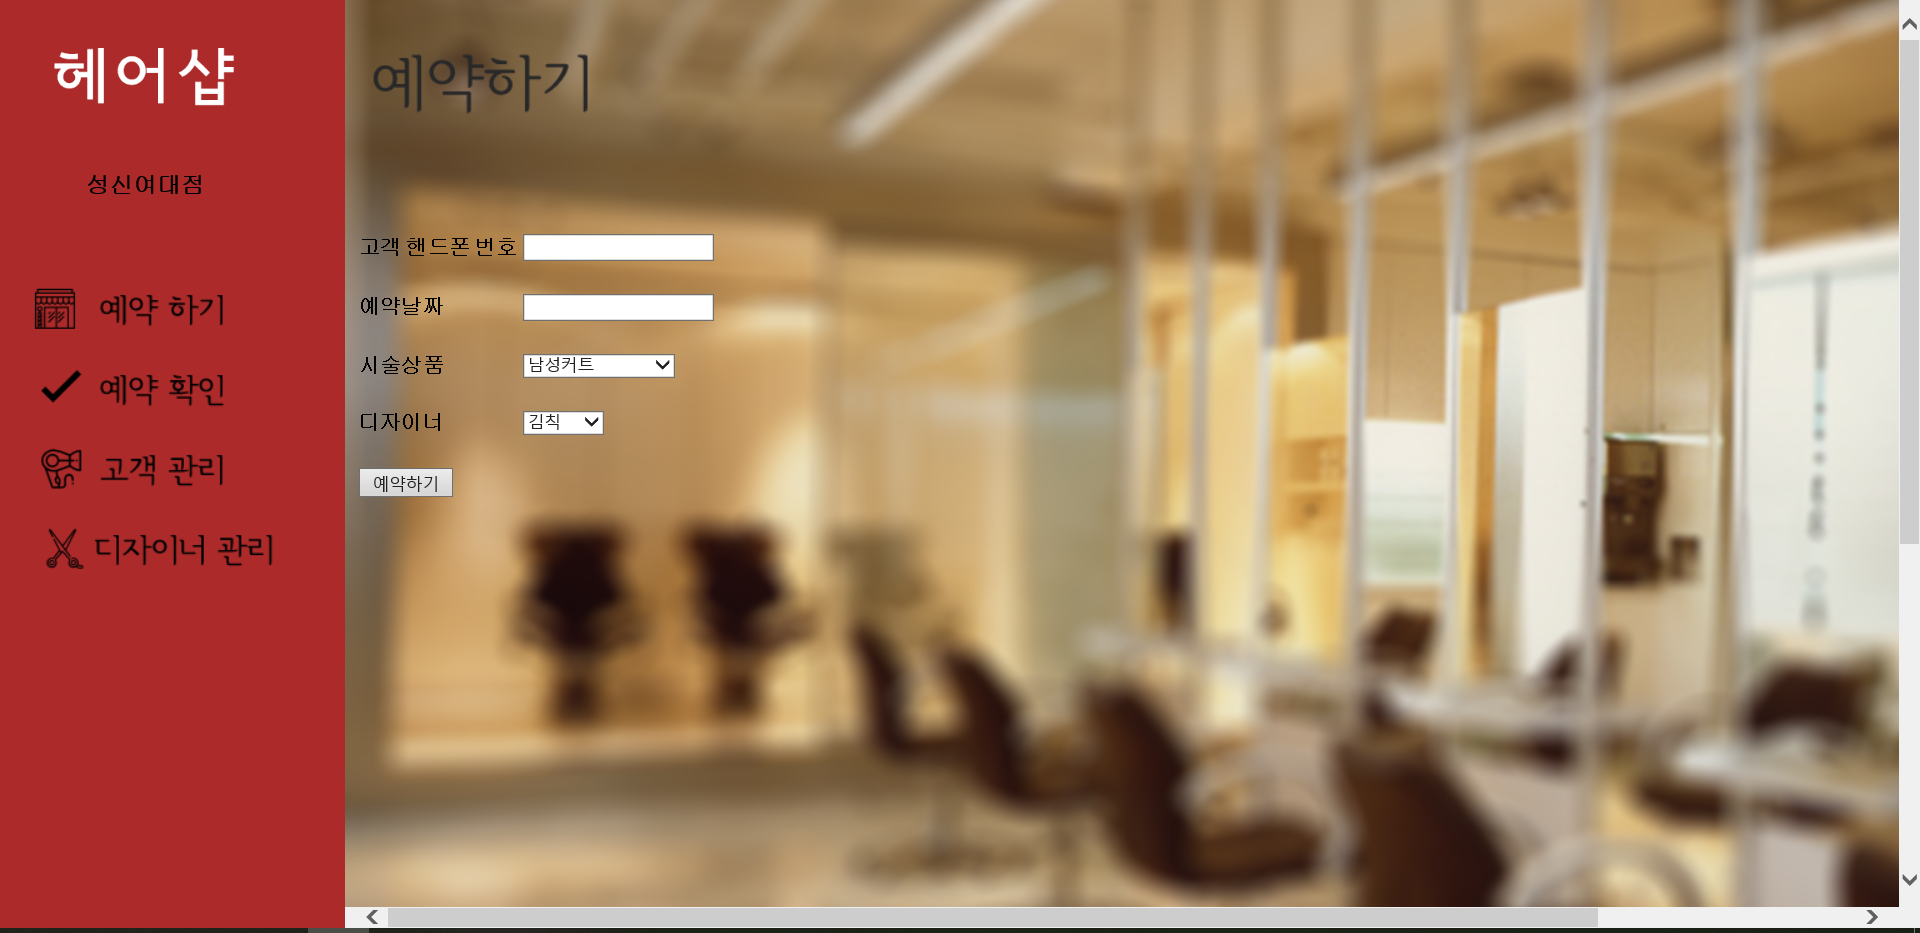 헤어샵
성신여대점
예약 하기
예약 확인
고객 관리
디자이너 관리
예약하기
고객 핸드폰 번호
예약날짜
시술상품 남성커트
디자이너 김칙
예약하기